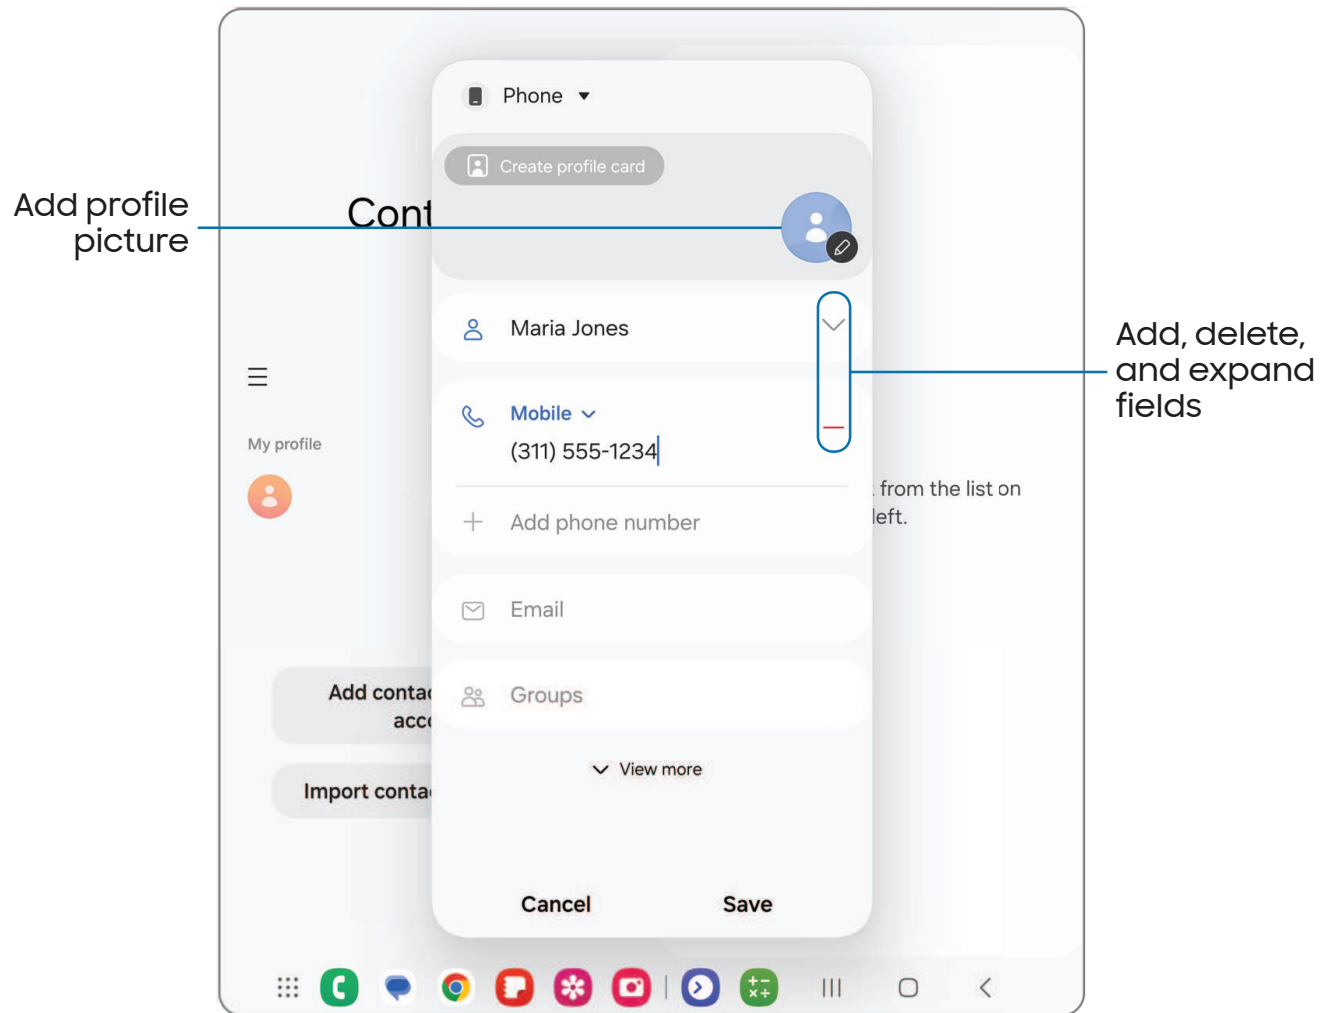 Phone
Create profile card
Add profile
picture
Cont
Maria Jones
Add, delete,
and expand
fields
Mobile
(311) 555-1234
My profile
from the list on
left.
Add phone number
Email
Add conta
acco
Groups
View more
Import conta
Cancel
Save